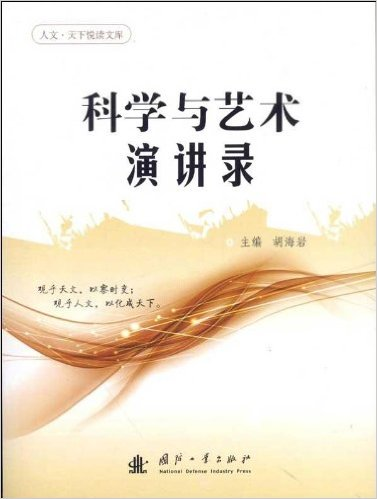 人文·天下悦读文库
科学与艺术
演讲录
主编 胡海岩
观乎天文，以察时变；
观乎人文，以化成天下。
国防工业出版社
National Defense Industry Press